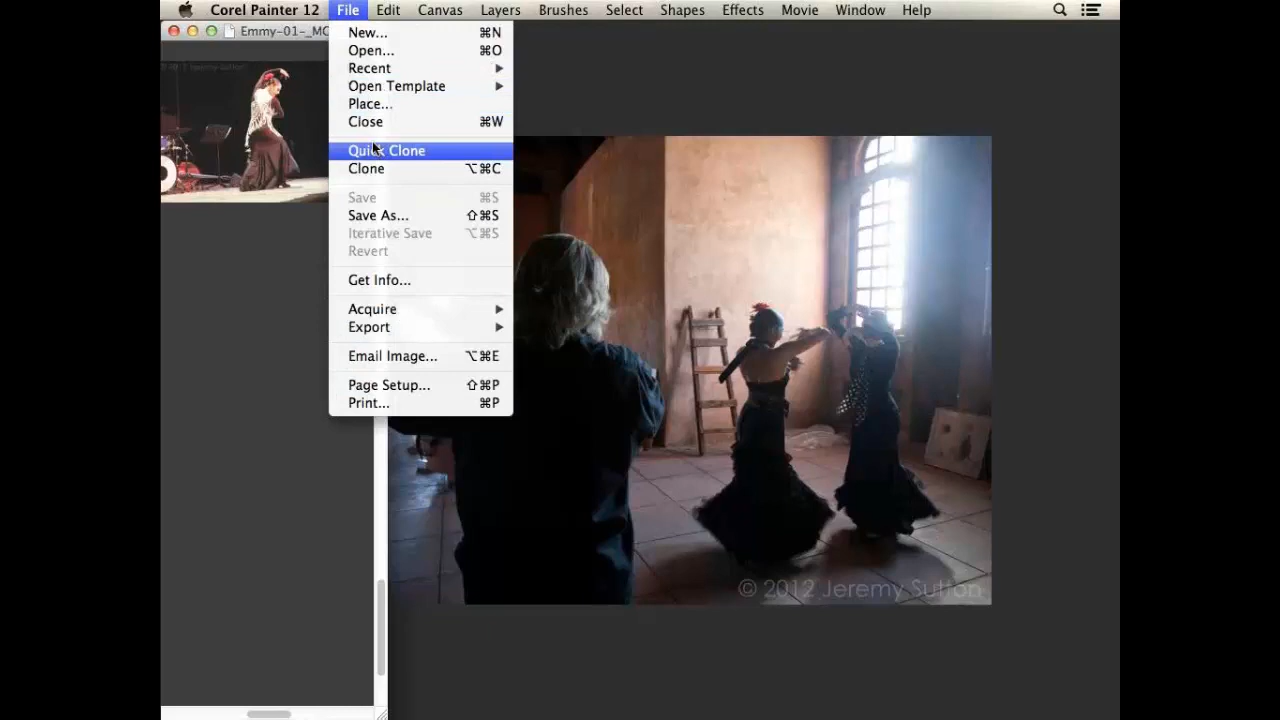 Corel Painter 12 File Edit Canvas Layers Brushes Select Shapes Effects Movie Window Help
Emmy-01-_MC
New... ⌘N
Open... ⌘O
Recent
Open Template
Place...
Close ⌘W
Quick Clone
Clone ⌥⌘C
Save ⌘S
Save As... ⇧⌘S
Iterative Save ⌥⌘S
Revert
Get Info...
Acquire
Export
Email Image... ⌥⌘E
Page Setup... ⇧⌘P
Print... ⌘P
© 2012 Jeremy Sutton